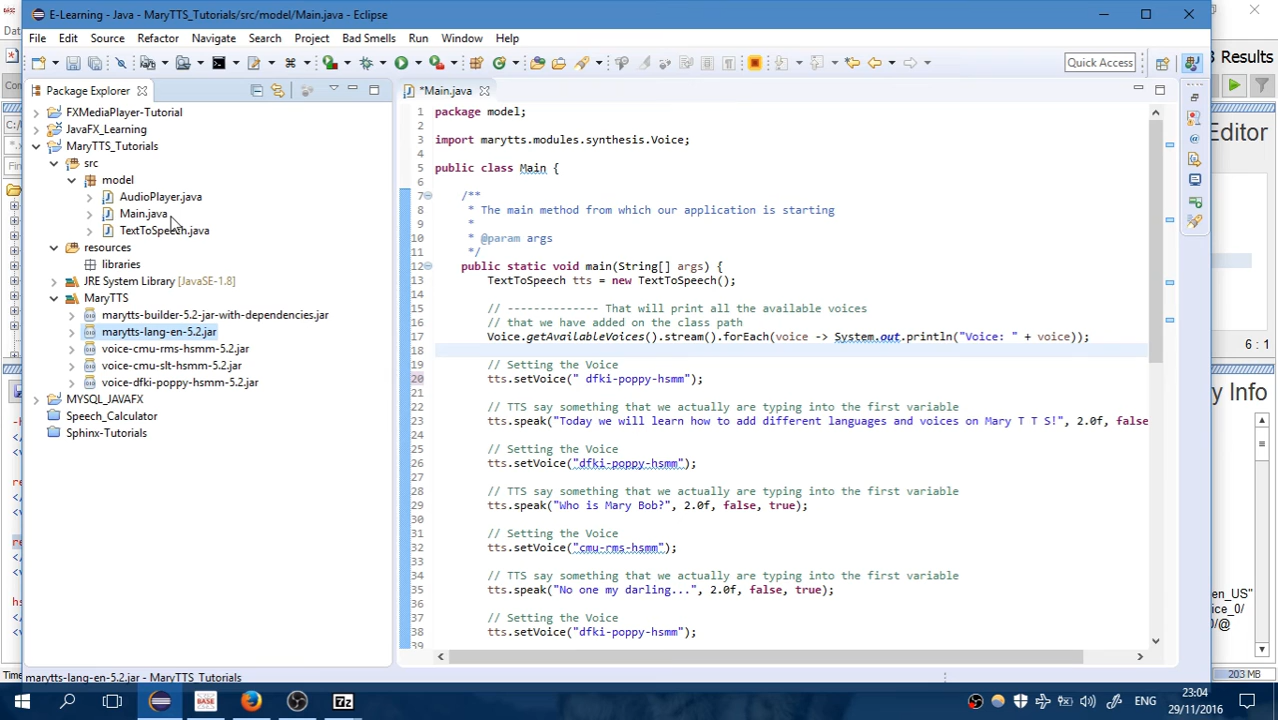 E-Learning - Java - MaryTTS_Tutorials/src/model/Main.java - Eclipse
File Edit Source Refactor Navigate Search Project Bad Smells Run Window Help
Quick Access
Results
Package Explorer
*Main.java
FXMediaPlayer-Tutorial
JavaFX_Learning
MaryTTS_Tutorials
src
model
AudioPlayer.java
Main.java
TextToSpeech.java
resources
libraries
JRE System Library [JavaSE-1.8]
MaryTTS
marytts-builder-5.2.jar-with-dependencies.jar
marytts-lang-en-5.2.jar
voice-cmu-rms-hsmm-5.2.jar
voice-cmu-slt-hsmm-5.2.jar
voice-dfki-poppy-hsmm-5.2.jar
MYSQL_JAVAFX
Speech_Calculator
Sphinx-Tutorials
1 package model;
2
3 import marytts.modules.synthesis.Voice;
4
5 public class Main {
6
7 /**
8 * The main method from which our application is starting
9 *
10 * @param args
11 */
12 public static void main(String[] args) {
13 TextToSpeech tts = new TextToSpeech();
14
15 // -------------- That will print all the available voices
16 // that we have added on the class path
17 Voice.getAvailableVoices().stream().forEach(voice -> System.out.println("Voice: " + voice));
18
19 // Setting the Voice
20 tts.setVoice(" dfki-poppy-hsmm");
21
22 // TTS say something that we actually are typing into the first variable
23 tts.speak("Today we will learn how to add different languages and voices on Mary T T S!", 2.0f, false
24
25 // Setting the Voice
26 tts.setVoice("dfki-poppy-hsmm");
27
28 // TTS say something that we actually are typing into the first variable
29 tts.speak("Who is Mary Bob?", 2.0f, false, true);
30
31 // Setting the Voice
32 tts.setVoice("cmu-rms-hsmm");
33
34 // TTS say something that we actually are typing into the first variable
35 tts.speak("No one my darling...", 2.0f, false, true);
36
37 // Setting the Voice
38 tts.setVoice("dfki-poppy-hsmm");
39
Editor
6 : 1
ry Info
en_US"
ice_0/
0/@
203 MB
marytts-lang-en-5.2.jar - MaryTTS_Tutorials
BASE
7z
ENG
23:04
29/11/2016